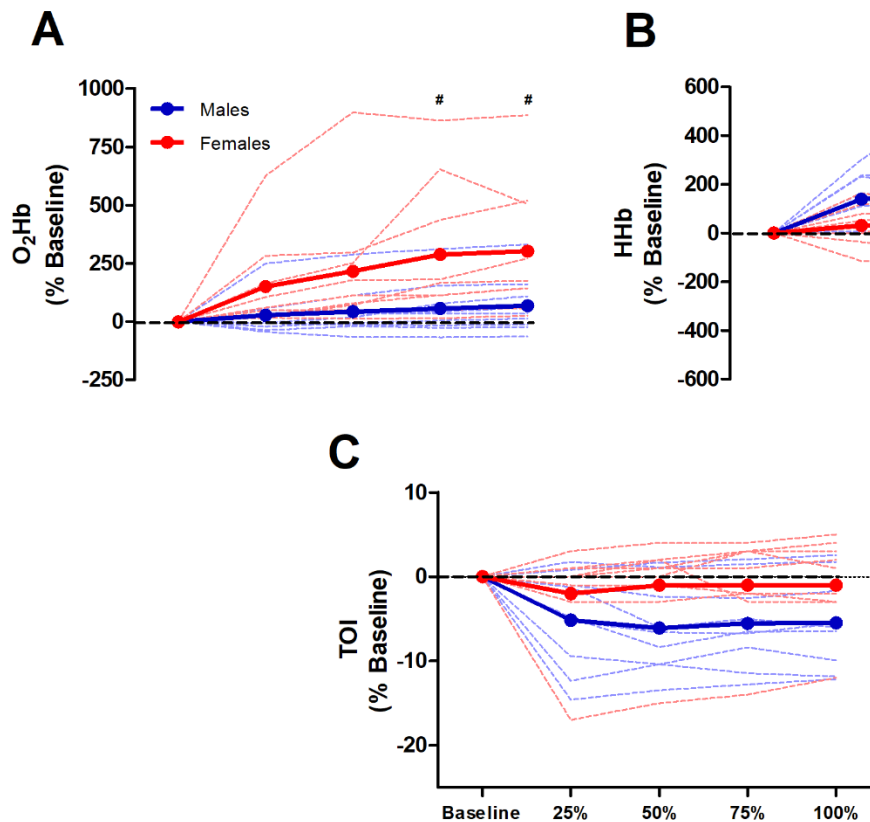 A
O2Hb
(% Baseline)
1000
750
500
250
0
-250
Males
Females
#
#
B
HHb
(% Baseline)
600
400
200
0
-200
-400
-600
C
TOI
(% Baseline)
10
0
-10
-20
Baseline 25% 50% 75% 100%